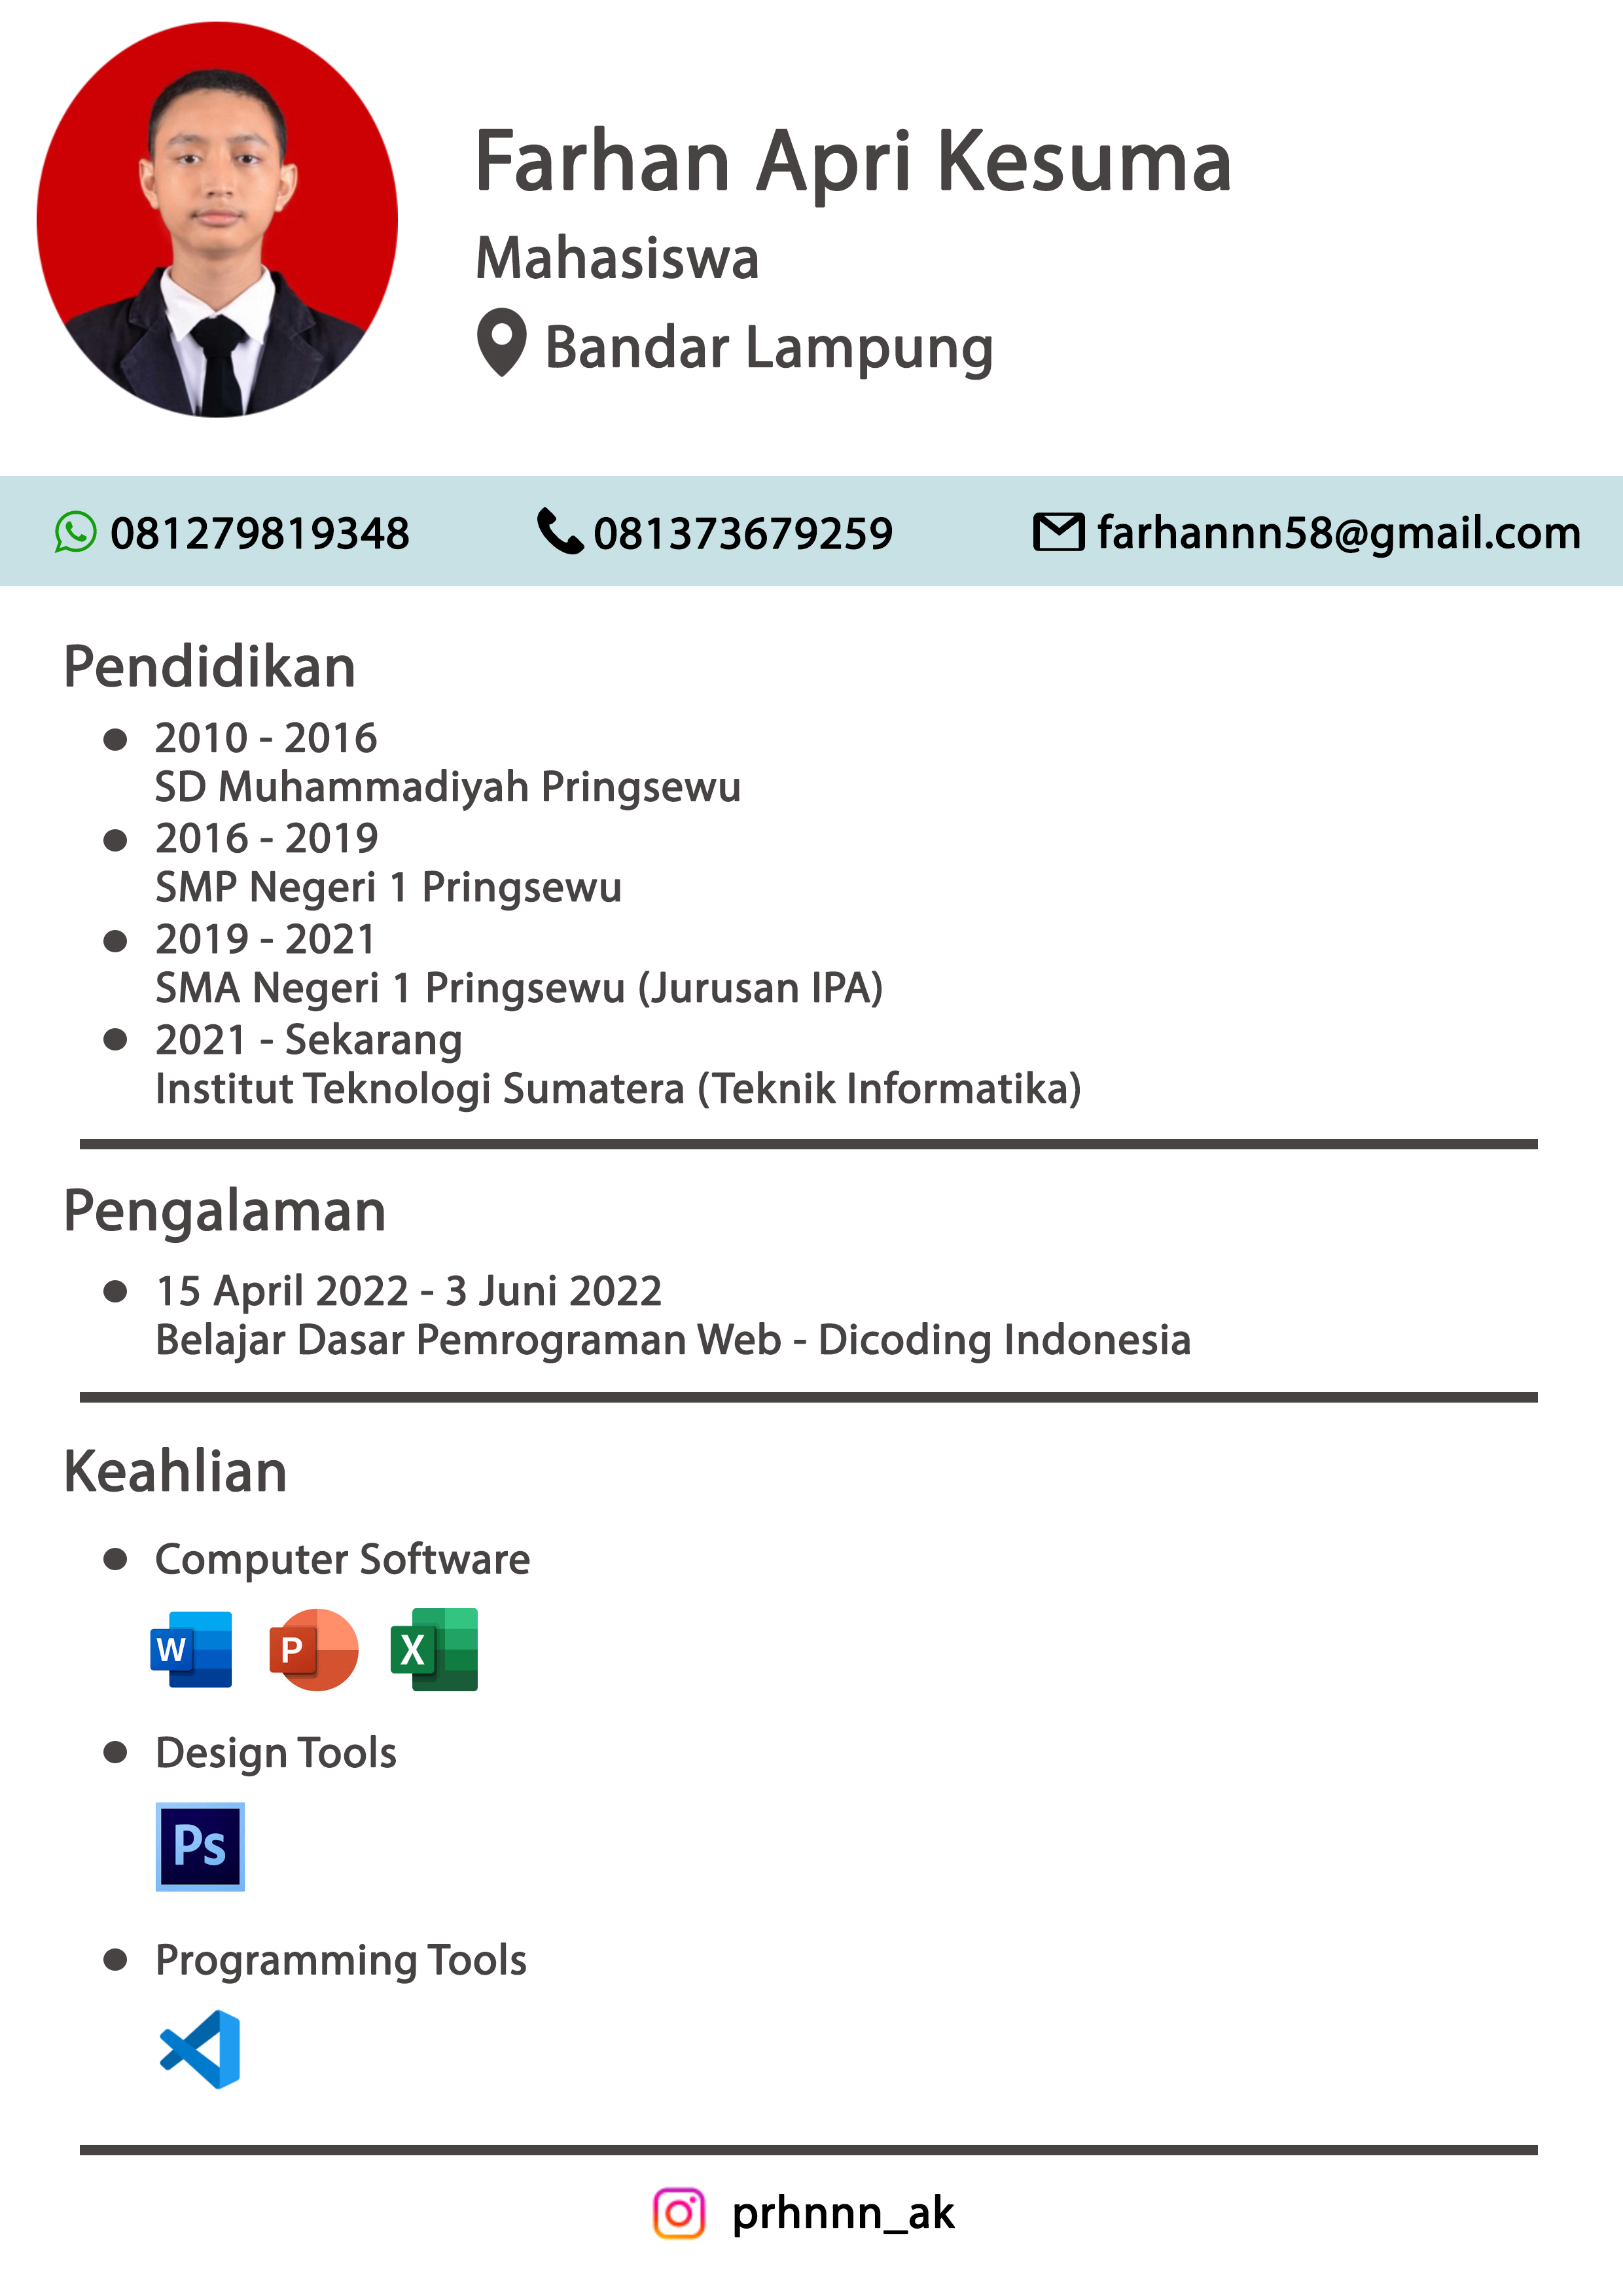 Farhan Apri Kesuma
Mahasiswa
Bandar Lampung
081279819348
081373679259
farhannn58@gmail.com
Pendidikan
2010 - 2016
SD Muhammadiyah Pringsewu
2016 - 2019
SMP Negeri 1 Pringsewu
2019 - 2021
SMA Negeri 1 Pringsewu (Jurusan IPA)
2021 - Sekarang
Institut Teknologi Sumatera (Teknik Informatika)
Pengalaman
15 April 2022 - 3 Juni 2022
Belajar Dasar Pemrograman Web - Dicoding Indonesia
Keahlian
Computer Software
W P X
Design Tools
Ps
Programming Tools
prhnnn_ak